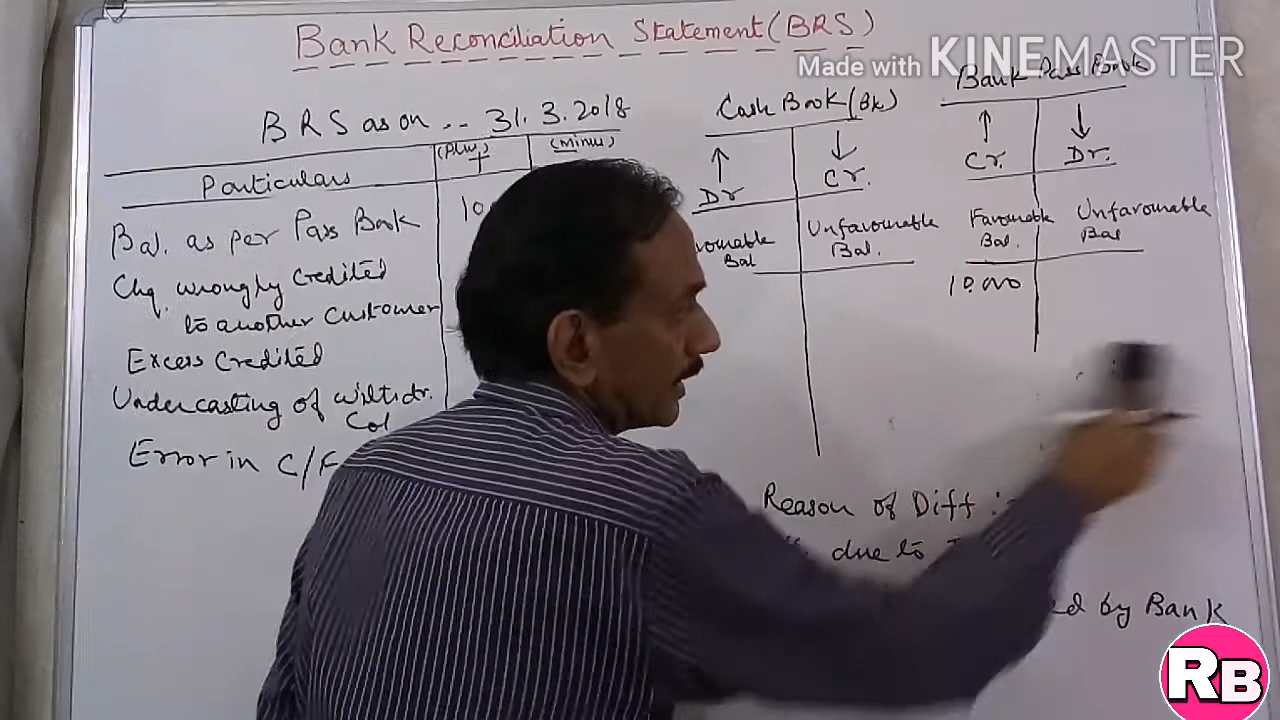 Bank Reconciliation Statement (BRS)
Made with KINEMASTER
BRS as on .. 31.3.2018
Particulars
(Plus)
+
(Minus)
Bal. as per Pass Book
10
Chq. wrongly Credited
to another Customer
Excess Credited
Undercasting of withdr.
Col
Error in C/F
Cash Book (Bk)
↑
Dr
↓
Cr.
Bal
Unfavourable
Bal.
Bank Pass Book
↑
Cr.
↓
Dr.
Favourable
Bal.
Unfavourable
Bal
10,000
Reason of Diff :
due to
by Bank
RB